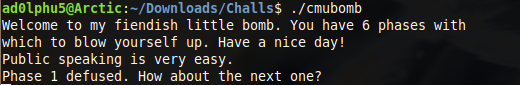 ad0lphu5@Arctic:~/Downloads/Challs$ ./cmubomb
Welcome to my fiendish little bomb. You have 6 phases with
which to blow yourself up. Have a nice day!
Public speaking is very easy.
Phase 1 defused. How about the next one?